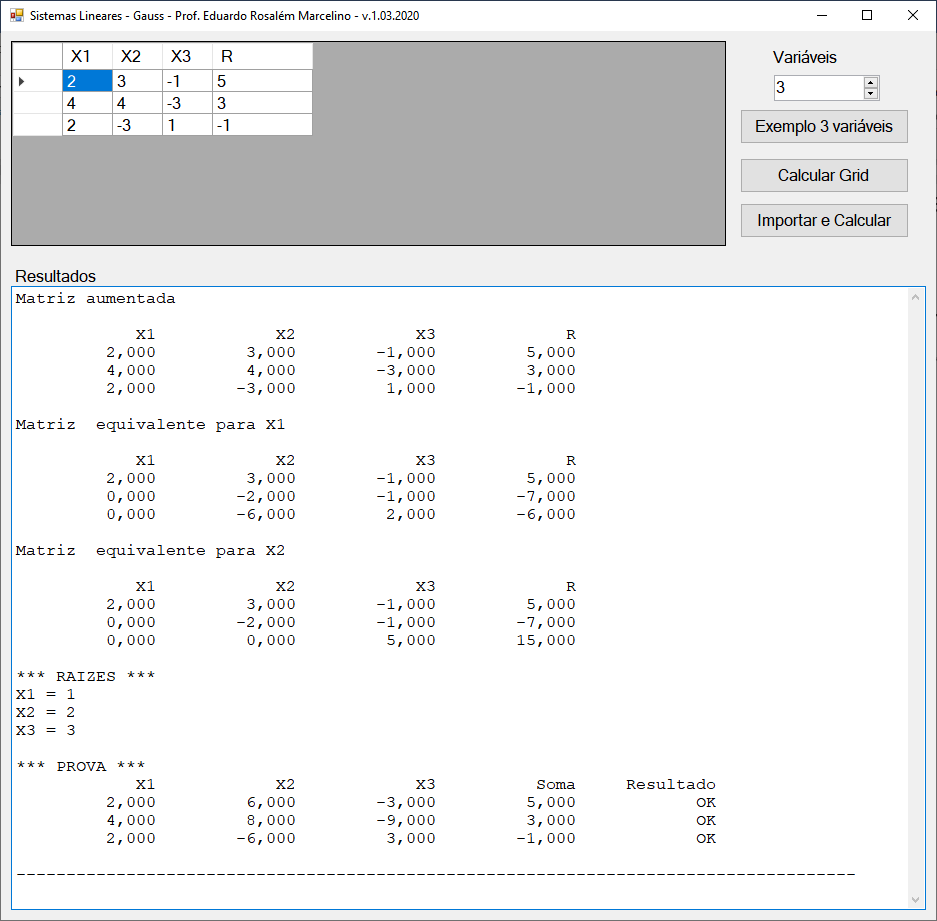 Sistemas Lineares - Gauss - Prof. Eduardo Rosalém Marcelino - v.1.03.2020
X1 X2 X3 R
2 3 -1 5
4 4 -3 3
2 -3 1 -1
Variáveis
3
Exemplo 3 variáveis
Calcular Grid
Importar e Calcular
Resultados
Matriz aumentada
X1 X2 X3 R
2,000 3,000 -1,000 5,000
4,000 4,000 -3,000 3,000
2,000 -3,000 1,000 -1,000
Matriz  equivalente para X1
X1 X2 X3 R
2,000 3,000 -1,000 5,000
0,000 -2,000 -1,000 -7,000
0,000 -6,000 2,000 -6,000
Matriz  equivalente para X2
X1 X2 X3 R
2,000 3,000 -1,000 5,000
0,000 -2,000 -1,000 -7,000
0,000 0,000 5,000 15,000
*** RAIZES ***
X1 = 1
X2 = 2
X3 = 3
*** PROVA ***
X1 X2 X3 Soma Resultado
2,000 6,000 -3,000 5,000 OK
4,000 8,000 -9,000 3,000 OK
2,000 -6,000 3,000 -1,000 OK
------------------------------------------------------------------------------------